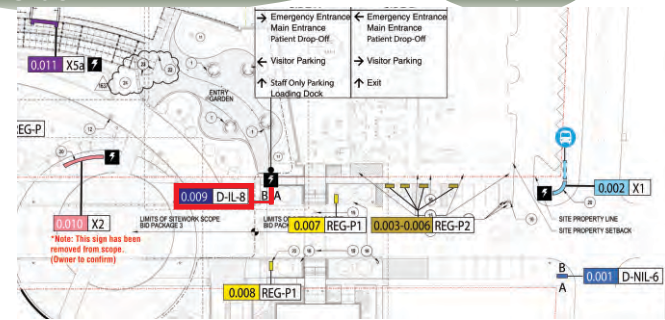 → Emergency Entrance
Main Entrance
Patient Drop-Off
← Visitor Parking
↑ Staff Only Parking
Loading Dock
← Emergency Entrance
Main Entrance
Patient Drop-Off
→ Visitor Parking
↑ Exit
0.011 X5a
ENTRY
GARDEN
REG-P
0.009 D-IL-8
B A
0.002 X1
0.010 X2
*Note: This sign has been
removed from scope.
(Owner to confirm)
LIMITS OF SITEWORK SCOPE
BID PACKAGE 3
LIMITS OF
BID PACK
0.007 REG-P1
0.003-0.006 REG-P2
SITE PROPERTY LINE
SITE PROPERTY SETBACK
B
A
0.001 D-NIL-6
0.008 REG-P1